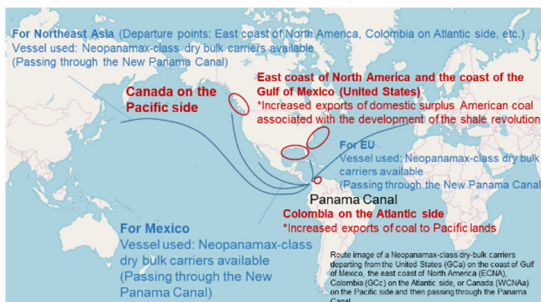 For Northeast Asia (Departure points: East coast of North America, Colombia on Atlantic side, etc.)
Vessel used: Neopanamax-class dry bulk carriers available
(Passing through the New Panama Canal)
Canada on the
Pacific side
East coast of North America and the coast of the
Gulf of Mexico (United States)
*Increased exports of domestic surplus American coal
associated with the development of the shale revolution
For EU
Vessel used: Neopanamax-class dry bulk
carriers available
(Passing through the New Panama Canal
Panama Canal
Colombia on the Atlantic side
*Increased exports of coal to Pacific lands
For Mexico
Vessel used: Neopanamax-class
dry bulk carriers available
(Passing through the New
Panama Canal)
Route image of a Neopanamax-class dry-bulk carriers
departing from the United States (GCa) on the coast of Gulf
of Mexico, the east coast of North America (ECNA),
Colombia (GCc) on the Atlantic side, or Canada (WCNAa)
on the Pacific side and then passing through the Panama
Canal